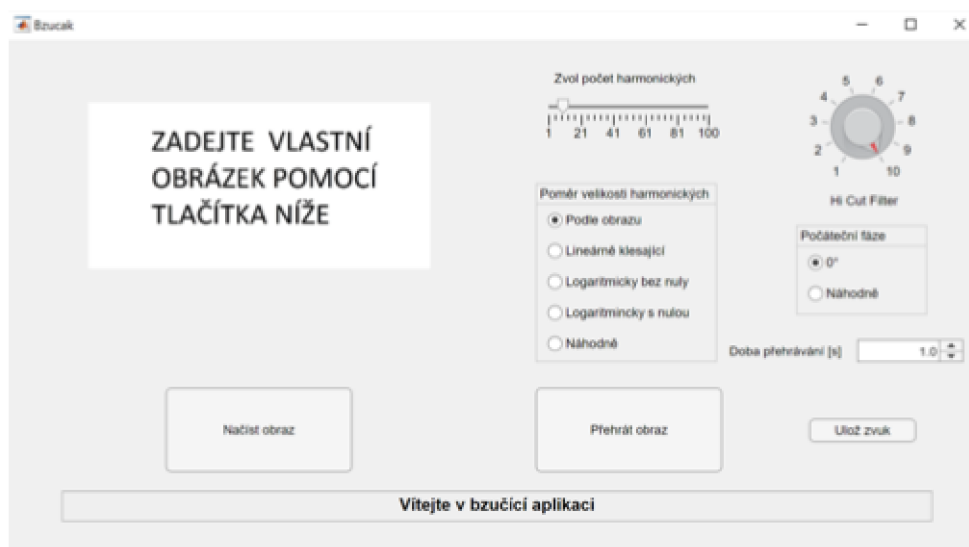 Bzucak
ZADEJTE VLASTNÍ
OBRÁZEK POMOCÍ
TLAČÍTKA NÍŽE
Zvol počet harmonických
1 21 41 61 81 100
Poměr velikosti harmonických
Podle obrazu
Lineárně klesající
Logaritmicky bez nuly
Logaritmincky s nulou
Náhodně
1 2 3 4 5 6 7 8 9 10
Hi Cut Filter
Počáteční fáze
0°
Náhodně
Doba přehrávání [s] 1.0
Načíst obraz
Přehrát obraz
Ulož zvuk
Vítejte v bzučící aplikaci